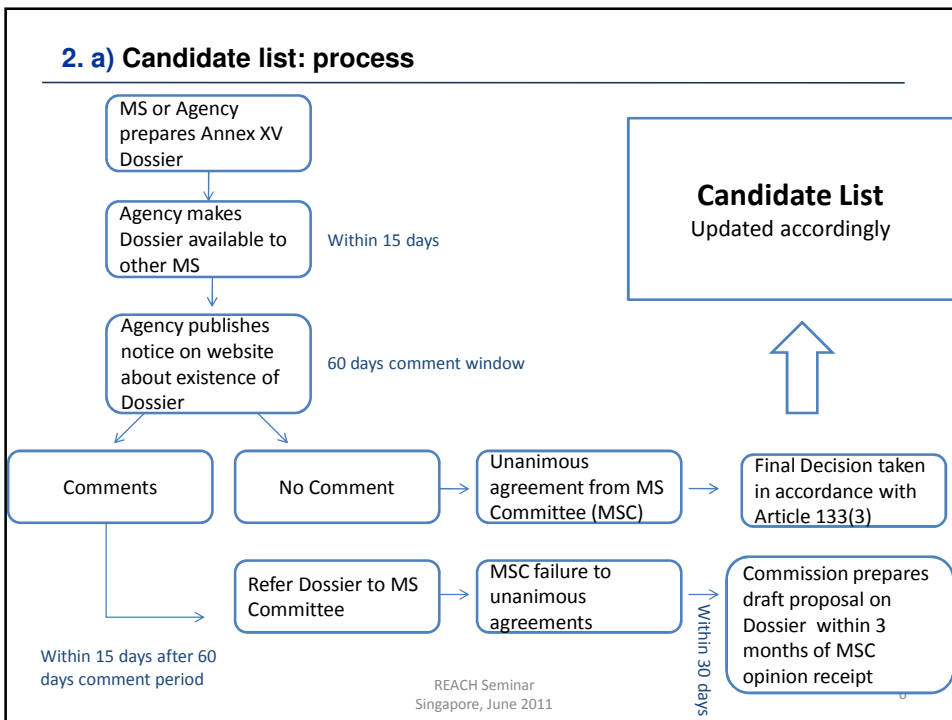 2. a) Candidate list: process
MS or Agency
prepares Annex XV
Dossier
Agency makes
Dossier available to
other MS
Within 15 days
Agency publishes
notice on website
about existence of
Dossier
60 days comment window
Candidate List
Updated accordingly
Comments
No Comment
Unanimous
agreement from MS
Committee (MSC)
Final Decision taken
in accordance with
Article 133(3)
Refer Dossier to MS
Committee
MSC failure to
unanimous
agreements
Within 30 days
Commission prepares
draft proposal on
Dossier within 3
months of MSC
opinion receipt
Within 15 days after 60
days comment period
REACH Seminar
Singapore, June 2011